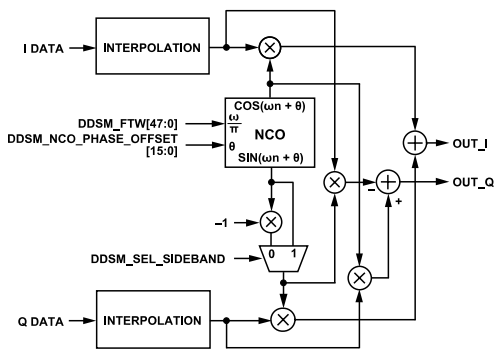 I DATA
INTERPOLATION
COS(ωn + θ)
DDSM_FTW[47:0]
ω
π
NCO
DDSM_NCO_PHASE_OFFSET
[15:0]
θ
SIN(ωn + θ)
OUT_I
OUT_Q
–
+
–1
0 1
DDSM_SEL_SIDEBAND
Q DATA
INTERPOLATION